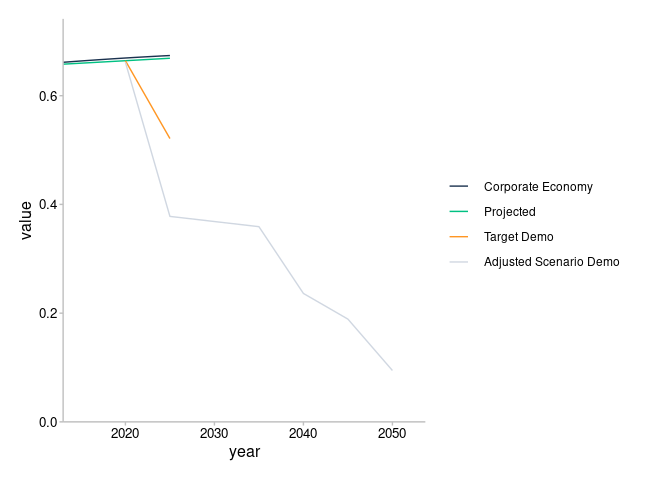 value
0.6
0.4
0.2
0.0
2020 2030 2040 2050
year
Corporate Economy
Projected
Target Demo
Adjusted Scenario Demo